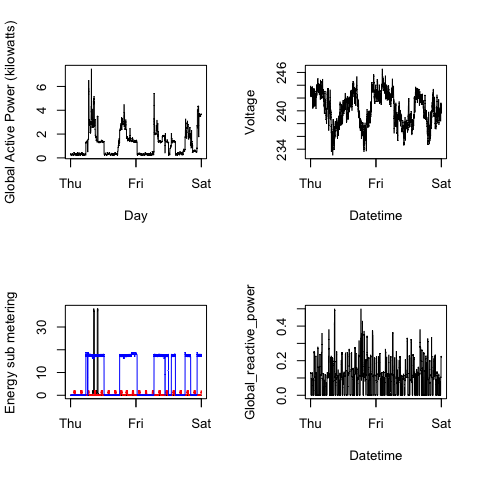 Global Active Power (kilowatts)
6
4
2
0
Thu Fri Sat
Day
Voltage
246
240
234
Thu Fri Sat
Datetime
Energy sub metering
30
10
0
Thu Fri Sat
Global_reactive_power
0.4
0.2
0.0
Thu Fri Sat
Datetime